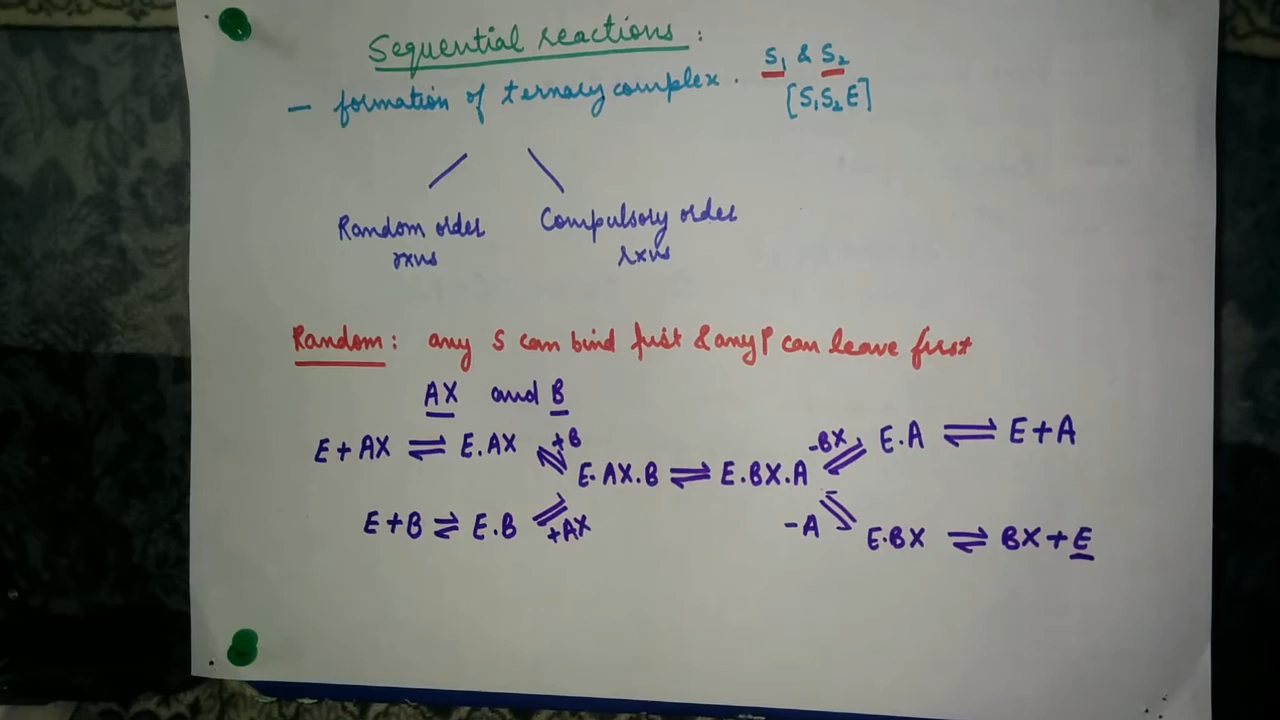 Sequential reactions :
– formation of ternary complex. S₁ & S₂
[S₁S₂E]
Random order rxns
Compulsory order rxns
Random : any S can bind first & any P can leave first
AX and B
E + AX ⇌ E.AX +B -BX E.A ⇌ E+A
E.AX.B ⇌ E.BX.A
E+B ⇌ E.B +AX -A E.BX ⇌ BX+E